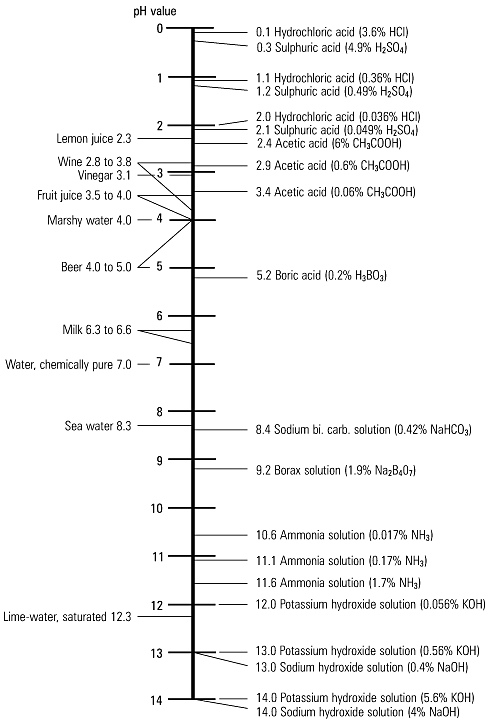 pH value
0
0.1 Hydrochloric acid (3.6% HCl)
0.3 Sulphuric acid (4.9% H₂SO₄)
1
1.1 Hydrochloric acid (0.36% HCl)
1.2 Sulphuric acid (0.49% H₂SO₄)
2
2.0 Hydrochloric acid (0.036% HCl)
2.1 Sulphuric acid (0.049% H₂SO₄)
Lemon juice 2.3
2.4 Acetic acid (6% CH₃COOH)
Wine 2.8 to 3.8
2.9 Acetic acid (0.6% CH₃COOH)
Vinegar 3.1
3
Fruit juice 3.5 to 4.0
3.4 Acetic acid (0.06% CH₃COOH)
Marshy water 4.0
4
Beer 4.0 to 5.0
5
5.2 Boric acid (0.2% H₃BO₃)
6
Milk 6.3 to 6.6
Water, chemically pure 7.0
7
8
Sea water 8.3
8.4 Sodium bi. carb. solution (0.42% NaHCO₃)
9
9.2 Borax solution (1.9% Na₂B₄O₇)
10
10.6 Ammonia solution (0.017% NH₃)
11
11.1 Ammonia solution (0.17% NH₃)
11.6 Ammonia solution (1.7% NH₃)
12
12.0 Potassium hydroxide solution (0.056% KOH)
Lime-water, saturated 12.3
13
13.0 Potassium hydroxide solution (0.56% KOH)
13.0 Sodium hydroxide solution (0.4% NaOH)
14
14.0 Potassium hydroxide solution (5.6% KOH)
14.0 Sodium hydroxide solution (4% NaOH)